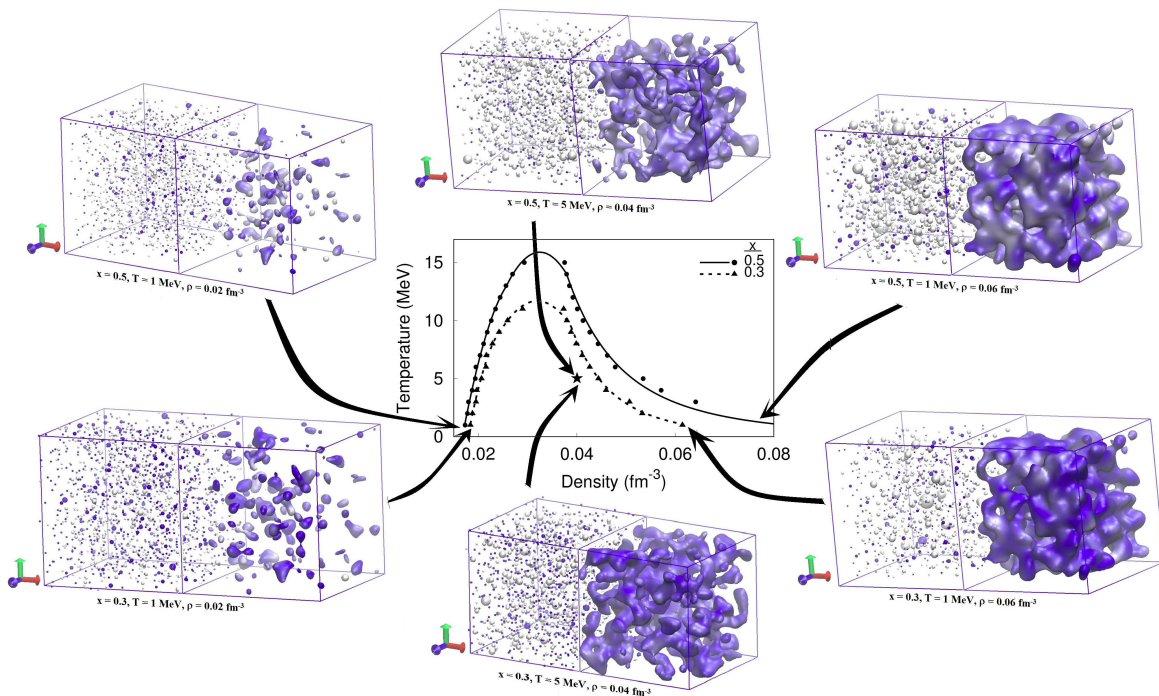 x = 0.5, T = 5 MeV, ρ = 0.04 fm⁻³
x = 0.5, T = 1 MeV, ρ = 0.02 fm⁻³
x = 0.5, T = 1 MeV, ρ = 0.06 fm⁻³
x
0.5
0.3
Temperature (MeV)
15
10
5
0
0.02
0.04
0.06
0.08
Density (fm⁻³)
x = 0.3, T = 1 MeV, ρ = 0.02 fm⁻³
x = 0.3, T = 1 MeV, ρ = 0.06 fm⁻³
x = 0.3, T = 5 MeV, ρ = 0.04 fm⁻³